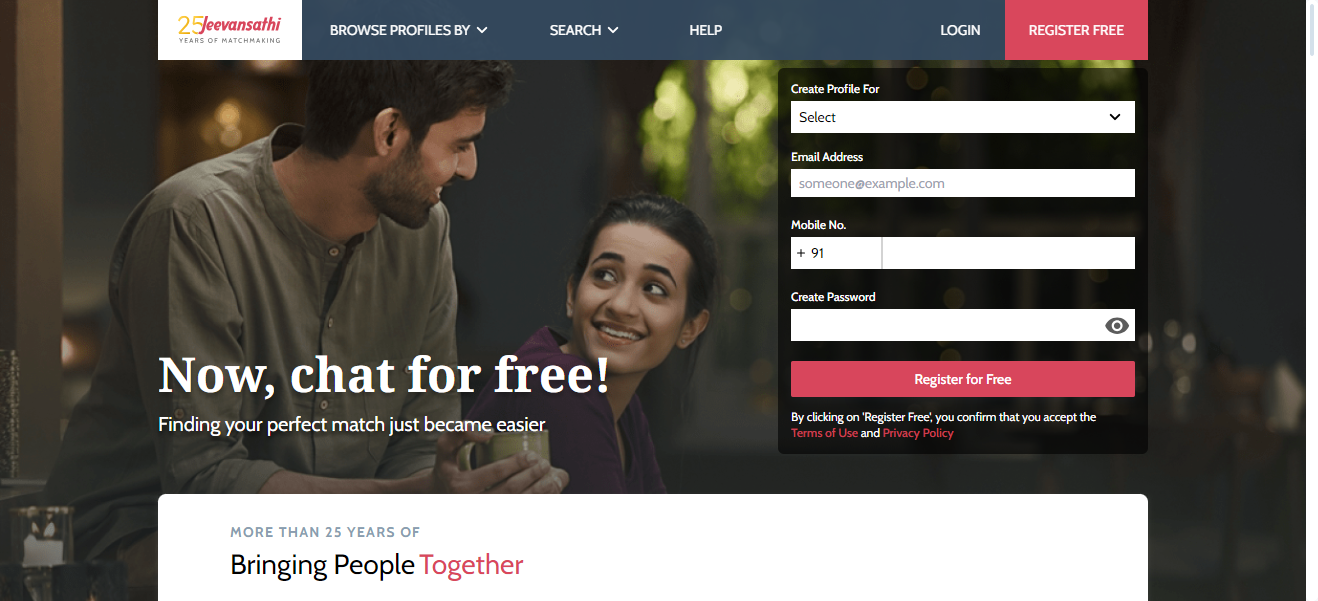 25 Jeevansathi
YEARS OF MATCHMAKING
BROWSE PROFILES BY
SEARCH
HELP
LOGIN
REGISTER FREE
Create Profile For
Select
Email Address
someone@example.com
Mobile No.
+ 91
Create Password
Register for Free
By clicking on 'Register Free', you confirm that you accept the
Terms of Use and Privacy Policy
Now, chat for free!
Finding your perfect match just became easier
MORE THAN 25 YEARS OF
Bringing People Together